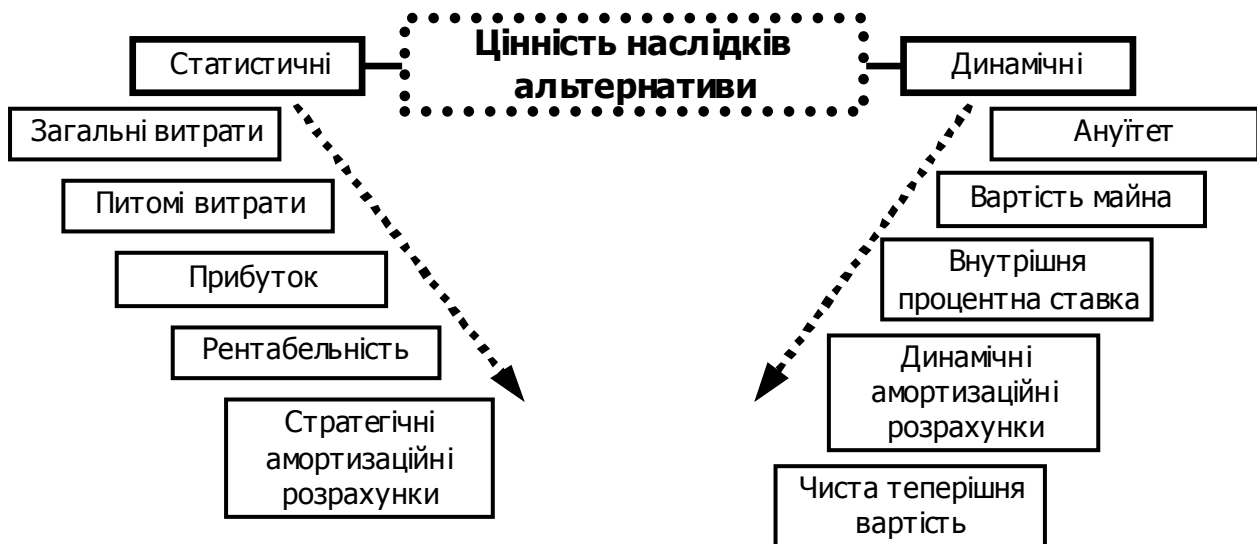 Цінність наслідків
альтернативи
Статистичні
Динамічні
Загальні витрати
Питомі витрати
Прибуток
Рентабельність
Стратегічні
амортизаційні
розрахунки
Ануїтет
Вартість майна
Внутрішня
процентна ставка
Динамічні
амортизаційні
розрахунки
Чиста теперішня
вартість